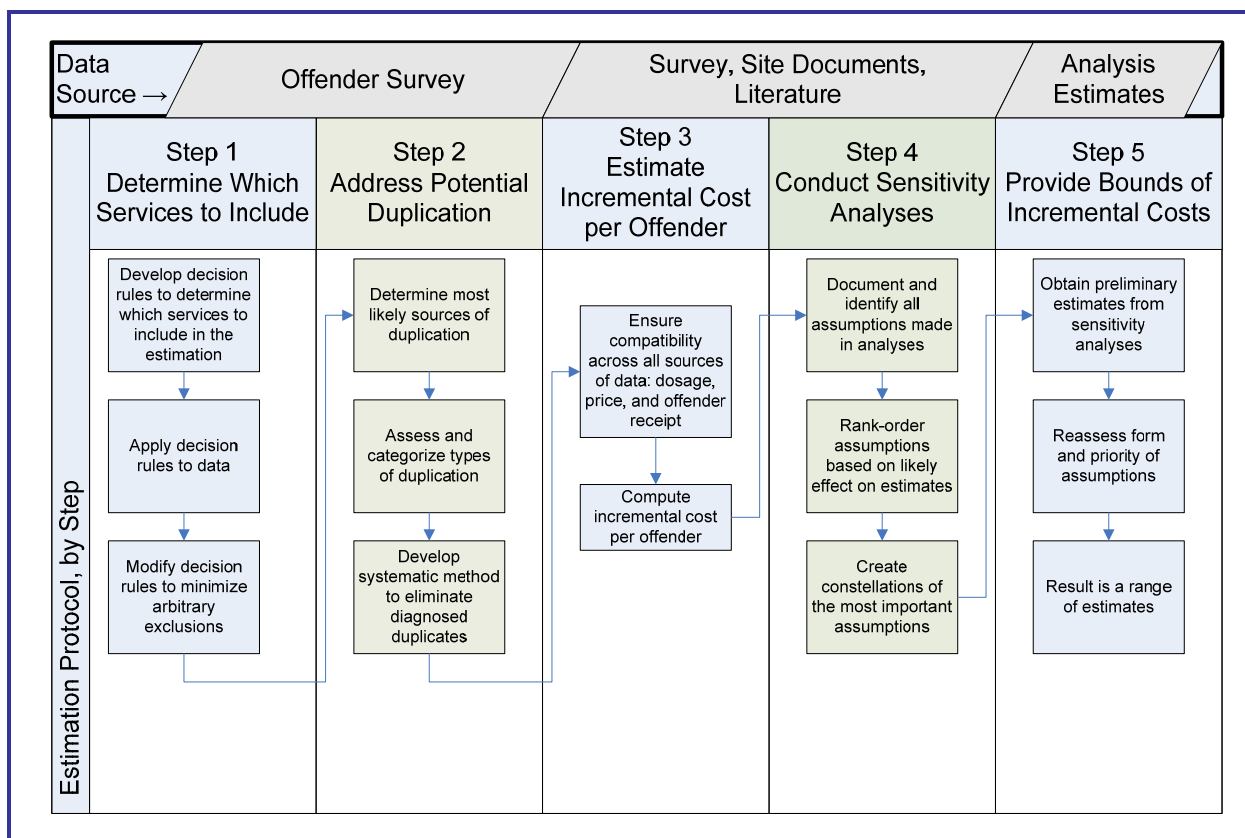 Data
Source →
Offender Survey
Survey, Site Documents,
Literature
Analysis
Estimates
Estimation Protocol, by Step
Step 1
Determine Which
Services to Include
Step 2
Address Potential
Duplication
Step 3
Estimate
Incremental Cost
per Offender
Step 4
Conduct Sensitivity
Analyses
Step 5
Provide Bounds of
Incremental Costs
Develop decision
rules to determine
which services to
include in the
estimation
Apply decision
rules to data
Modify decision
rules to minimize
arbitrary
exclusions
Determine most
likely sources of
duplication
Assess and
categorize types
of duplication
Develop
systematic method
to eliminate
diagnosed
duplicates
Ensure
compatibility
across all sources
of data: dosage,
price, and offender
receipt
Compute
incremental cost
per offender
Document and
identify all
assumptions made
in analyses
Rank-order
assumptions
based on likely
effect on estimates
Create
constellations of
the most important
assumptions
Obtain preliminary
estimates from
sensitivity
analyses
Reassess form
and priority of
assumptions
Result is a range
of estimates